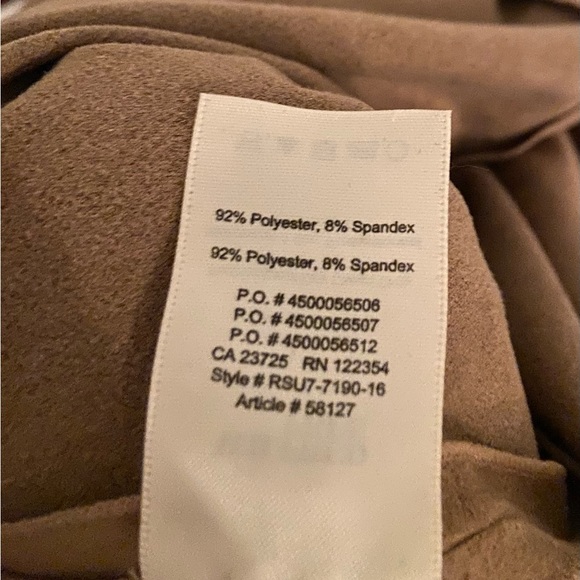 92% Polyester, 8% Spandex
92% Polyester, 8% Spandex
P.O. # 4500056506
P.O. # 4500056507
P.O. # 4500056512
CA 23725 RN 122354
Style # RSU7-7190-16
Article # 58127